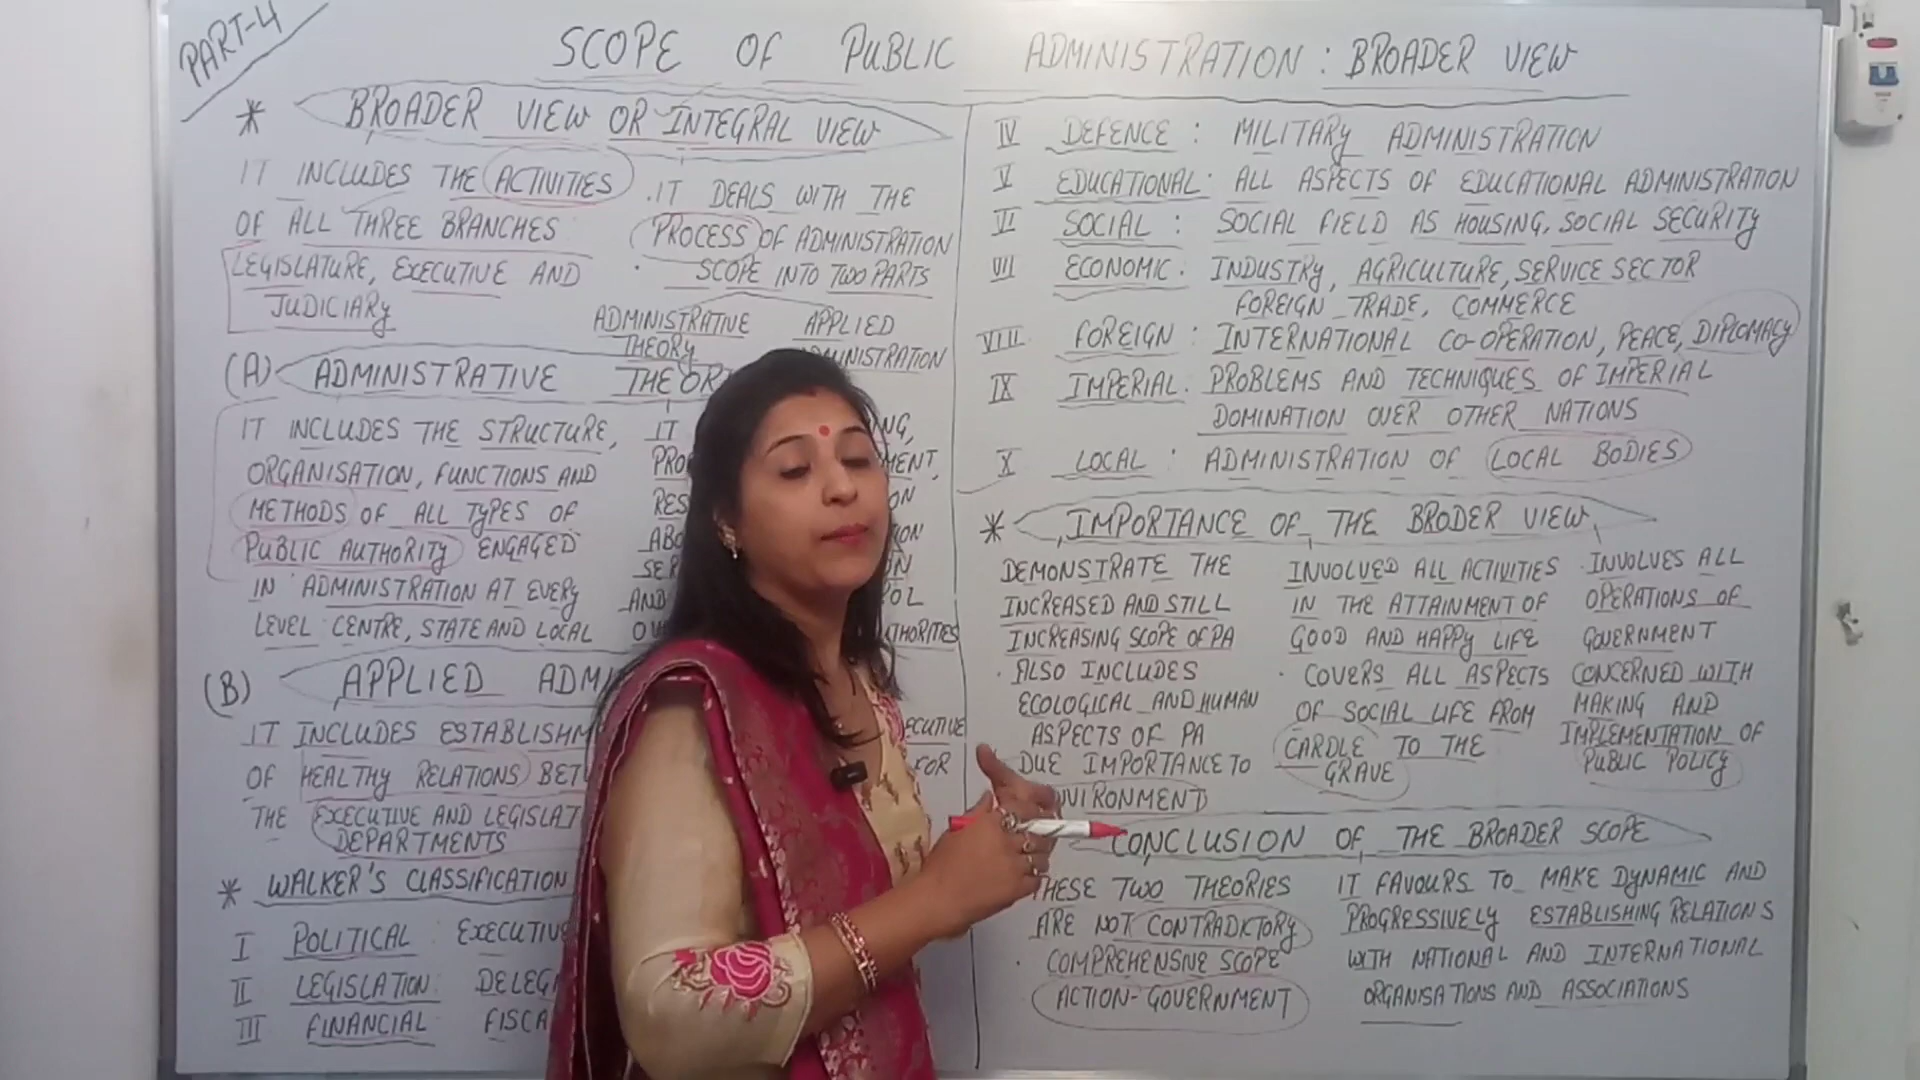 PART-4
SCOPE OF PUBLIC ADMINISTRATION : BROADER VIEW
* BROADER VIEW OR INTEGRAL VIEW
IT INCLUDES THE ACTIVITIES
OF ALL THREE BRANCHES
LEGISLATURE, EXECUTIVE AND
JUDICIARY
. IT DEALS WITH THE
PROCESS OF ADMINISTRATION
. SCOPE INTO TWO PARTS
ADMINISTRATIVE APPLIED
THEORY
(A) ADMINISTRATIVE
IT INCLUDES THE STRUCTURE,
ORGANISATION, FUNCTIONS AND
METHODS OF ALL TYPES OF
PUBLIC AUTHORITY ENGAGED
IN ADMINISTRATION AT EVERY
LEVEL CENTRE, STATE AND LOCAL
IT
AND
(B) APPLIED
IT INCLUDES
OF HEALTHY RELATIONS
FOR
THE EXECUTIVE AND
DEPARTMENTS
* WALKER'S CLASSIFICATION
I POLITICAL :
II LEGISLATION :
III FINANCIAL :
IV DEFENCE : MILITARY ADMINISTRATION
V EDUCATIONAL : ALL ASPECTS OF EDUCATIONAL ADMINISTRATION
VI SOCIAL : SOCIAL FIELD AS HOUSING, SOCIAL SECURITY
VII ECONOMIC : INDUSTRY, AGRICULTURE, SERVICE SECTOR
FOREIGN TRADE, COMMERCE
VIII FOREIGN : INTERNATIONAL CO-OPERATION, PEACE, DIPLOMACY
IX IMPERIAL : PROBLEMS AND TECHNIQUES OF IMPERIAL
DOMINATION OVER OTHER NATIONS
X LOCAL : ADMINISTRATION OF LOCAL BODIES
* IMPORTANCE OF THE BRODER VIEW
DEMONSTRATE THE
INCREASED AND STILL
INCREASING SCOPE OF PA
. ALSO INCLUDES
ECOLOGICAL AND HUMAN
ASPECTS OF PA
DUE IMPORTANCE TO
INVOLVED ALL ACTIVITIES
IN THE ATTAINMENT OF
GOOD AND HAPPY LIFE
. COVERS ALL ASPECTS
OF SOCIAL LIFE FROM
CARDLE TO THE
GRAVE
. INVOLVES ALL
OPERATIONS OF
GOVERNMENT
CONCERNED WITH
MAKING AND
IMPLEMENTATION OF
PUBLIC POLICY
CONCLUSION OF THE BROADER SCOPE
THESE TWO THEORIES
ARE NOT CONTRADICTORY
. COMPREHENSIVE SCOPE
ACTION-GOVERNMENT
IT FAVOURS TO MAKE DYNAMIC AND
PROGRESSIVELY ESTABLISHING RELATIONS
WITH NATIONAL AND INTERNATIONAL
ORGANISATIONS AND ASSOCIATIONS